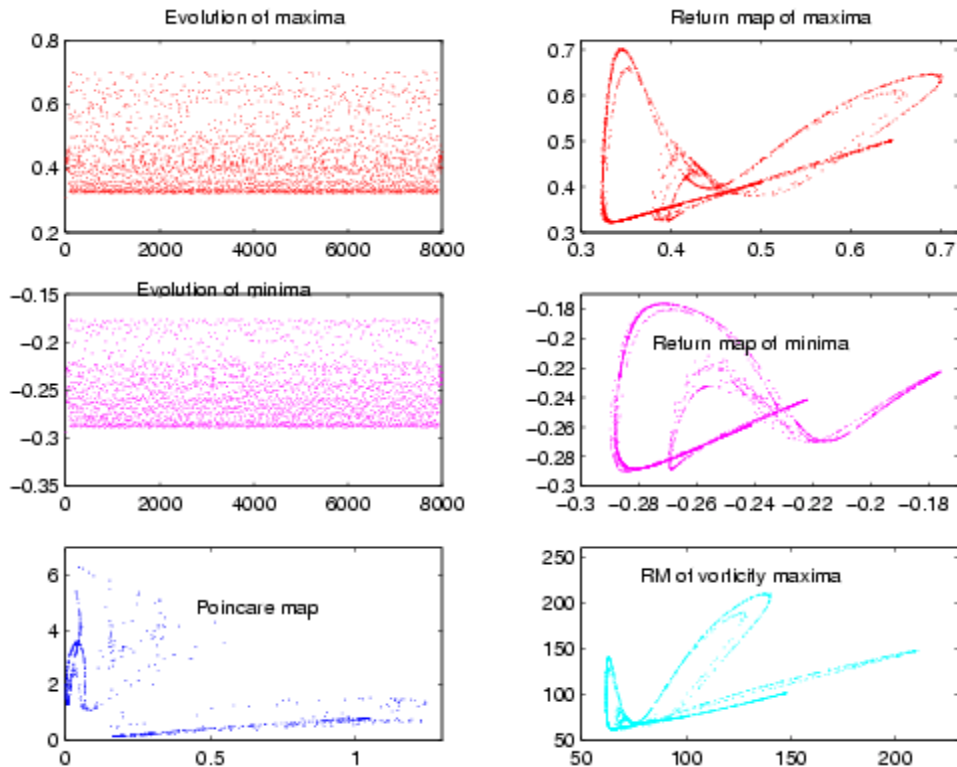 Evolution of maxima
0.8
0.6
0.4
0.2
0 2000 4000 6000 8000
Return map of maxima
0.7
0.6
0.5
0.4
0.3
0.3 0.4 0.5 0.6 0.7
Evolution of minima
−0.15
−0.2
−0.25
−0.3
−0.35
0 2000 4000 6000 8000
Return map of minima
−0.18
−0.2
−0.22
−0.24
−0.26
−0.28
−0.3
−0.3 −0.28 −0.26 −0.24 −0.22 −0.2 −0.18
Poincare map
6
4
2
0
0 0.5 1
RM of vorticity maxima
250
200
150
100
50
50 100 150 200